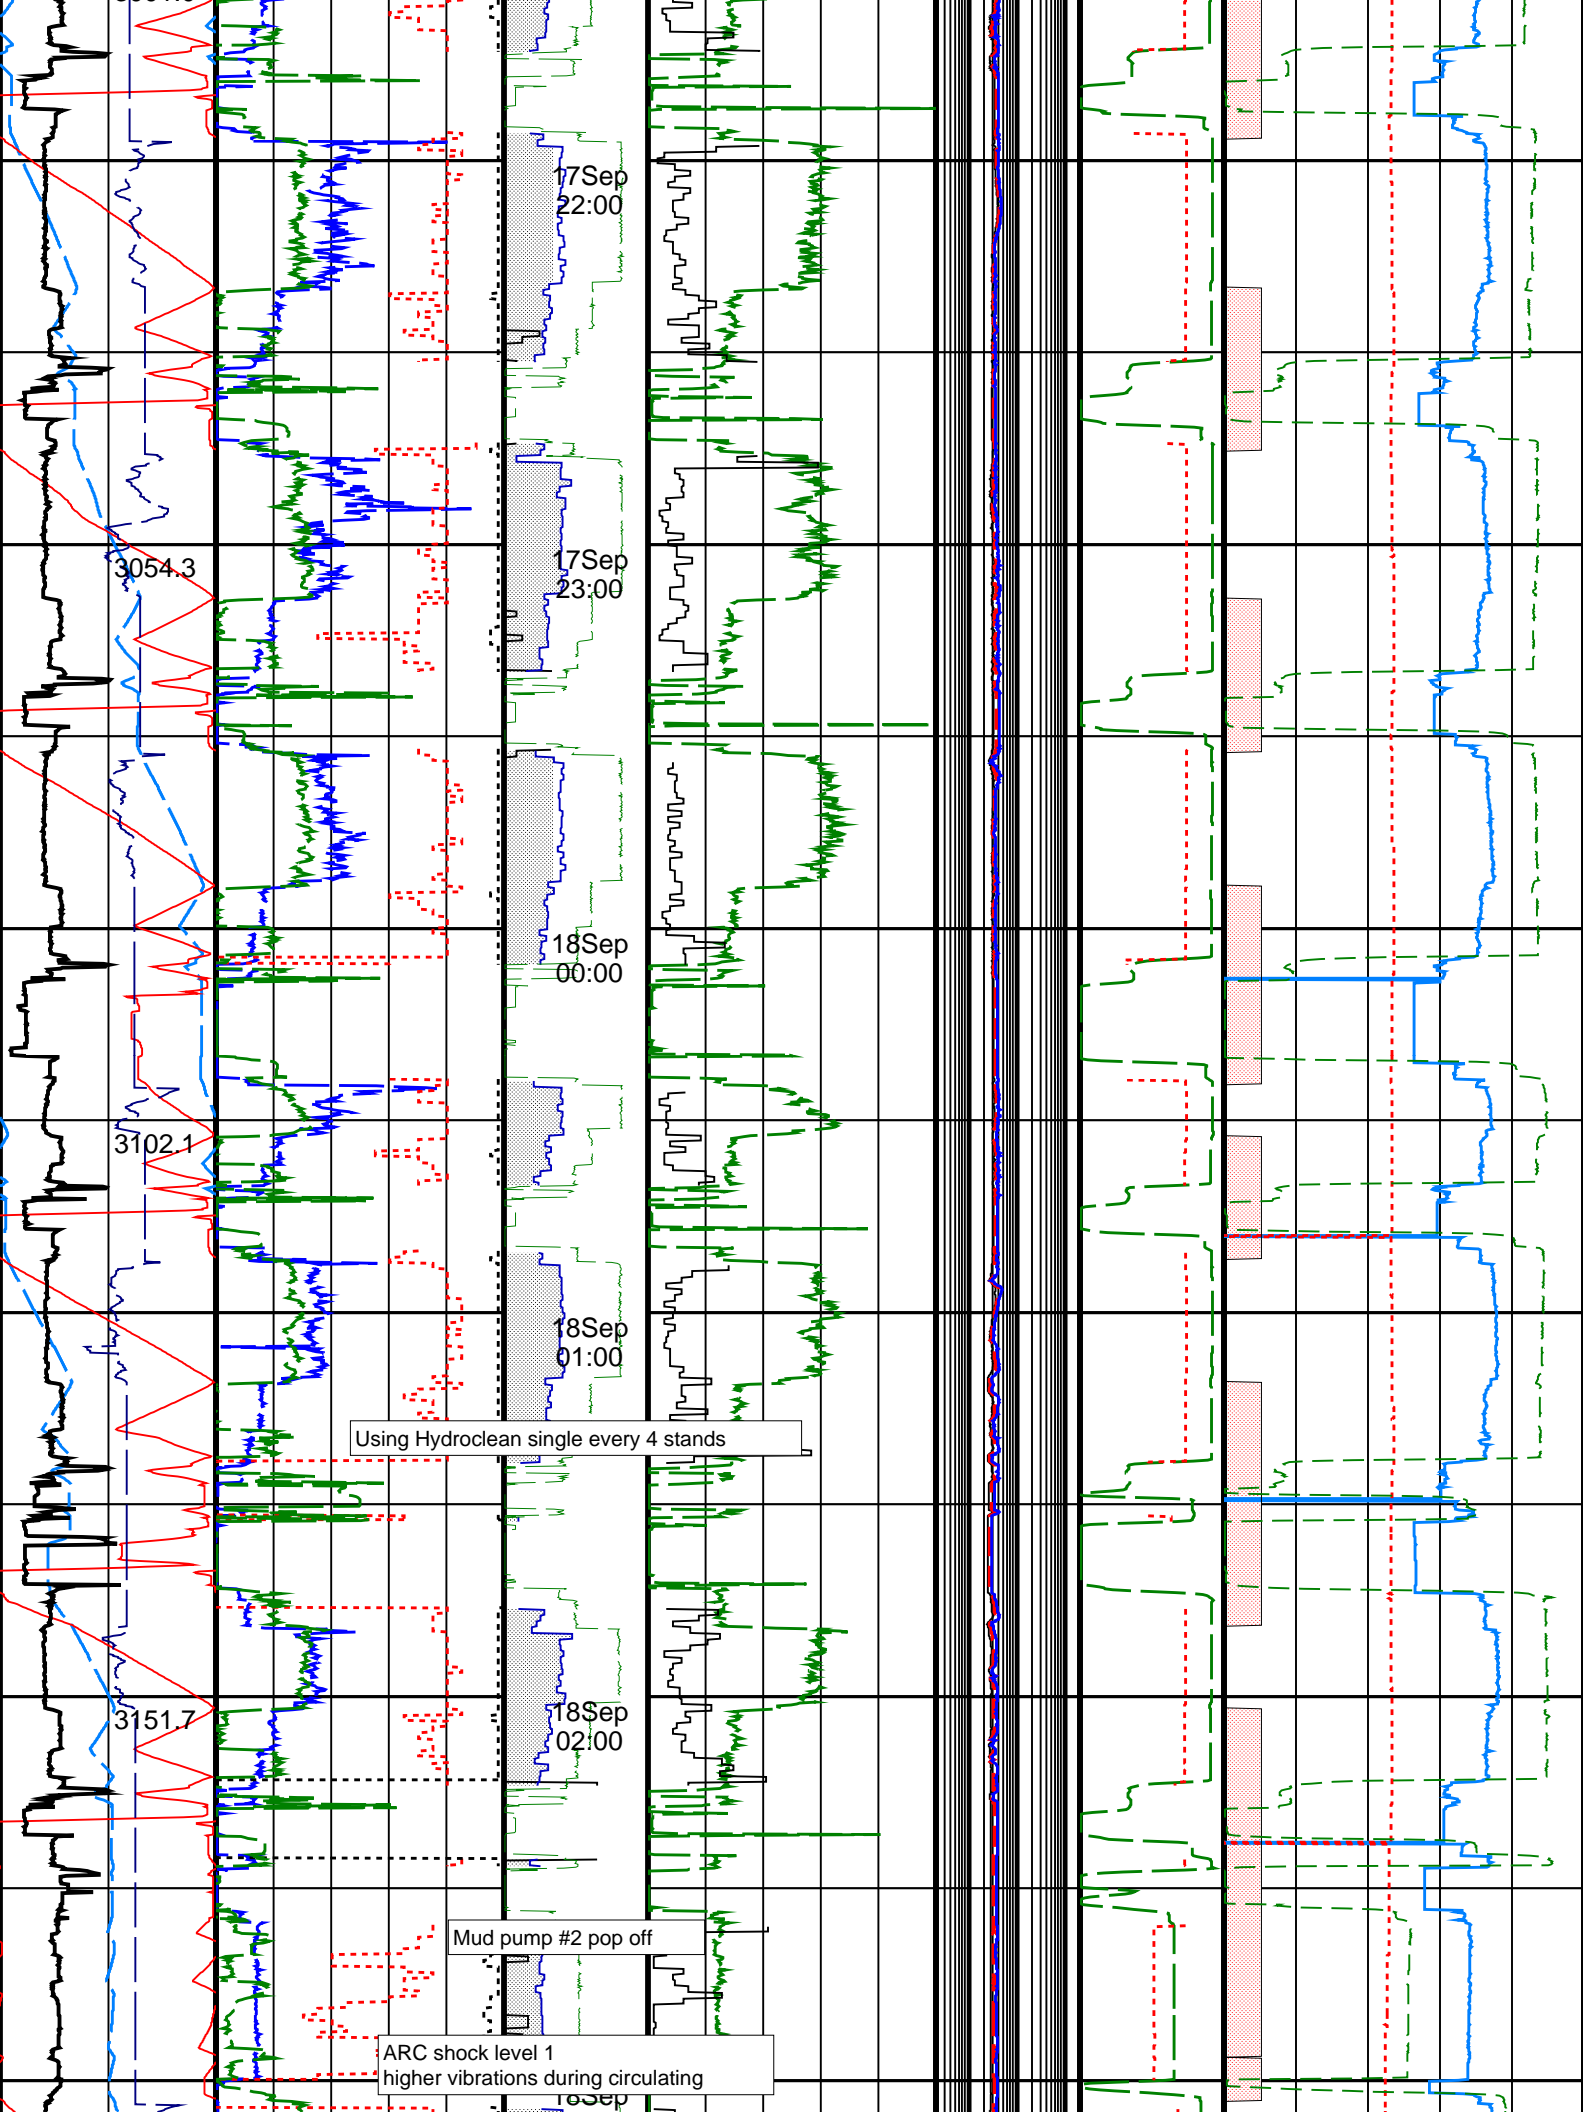 17Sep
22:00
17Sep
23:00
3054.3
18Sep
00:00
3102.1
18Sep
01:00
Using Hydroclean single every 4 stands
18Sep
02:00
3151.7
Mud pump #2 pop off
ARC shock level 1
higher vibrations during circulating
18Sep